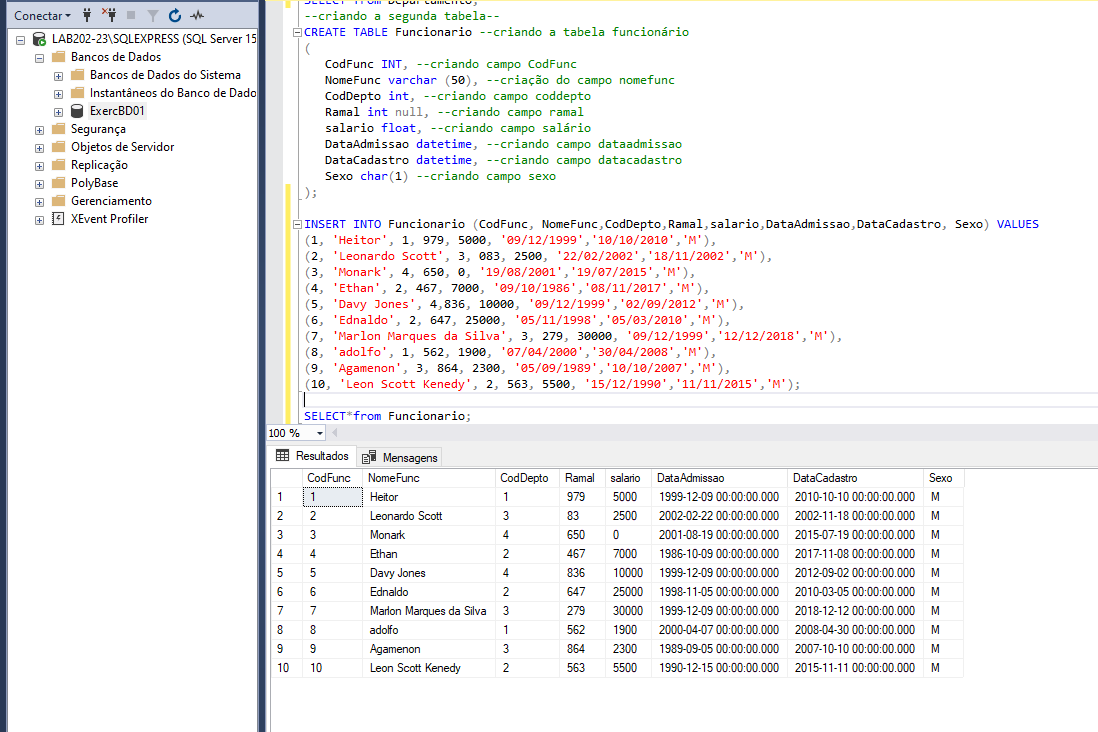 Conectar
LAB202-23\SQLEXPRESS (SQL Server 15
Bancos de Dados
Bancos de Dados do Sistema
Instantâneos do Banco de Dado
ExercBD01
Segurança
Objetos de Servidor
Replicação
PolyBase
Gerenciamento
XEvent Profiler
SELECT*from Departamento;
--criando a segunda tabela--
CREATE TABLE Funcionario --criando a tabela funcionário
(
CodFunc INT, --criando campo CodFunc
NomeFunc varchar (50), --criação do campo nomefunc
CodDepto int, --criando campo coddepto
Ramal int null, --criando campo ramal
salario float, --criando campo salário
DataAdmissao datetime, --criando campo dataadmissao
DataCadastro datetime, --criando campo datacadastro
Sexo char(1) --criando campo sexo
);
INSERT INTO Funcionario (CodFunc, NomeFunc,CodDepto,Ramal,salario,DataAdmissao,DataCadastro, Sexo) VALUES
(1, 'Heitor', 1, 979, 5000, '09/12/1999','10/10/2010','M'),
(2, 'Leonardo Scott', 3, 083, 2500, '22/02/2002','18/11/2002','M'),
(3, 'Monark', 4, 650, 0, '19/08/2001','19/07/2015','M'),
(4, 'Ethan', 2, 467, 7000, '09/10/1986','08/11/2017','M'),
(5, 'Davy Jones', 4,836, 10000, '09/12/1999','02/09/2012','M'),
(6, 'Ednaldo', 2, 647, 25000, '05/11/1998','05/03/2010','M'),
(7, 'Marlon Marques da Silva', 3, 279, 30000, '09/12/1999','12/12/2018','M'),
(8, 'adolfo', 1, 562, 1900, '07/04/2000','30/04/2008','M'),
(9, 'Agamenon', 3, 864, 2300, '05/09/1989','10/10/2007','M'),
(10, 'Leon Scott Kenedy', 2, 563, 5500, '15/12/1990','11/11/2015','M');
SELECT*from Funcionario;
100 %
Resultados Mensagens
CodFunc NomeFunc CodDepto Ramal salario DataAdmissao DataCadastro Sexo
1 1 Heitor 1 979 5000 1999-12-09 00:00:00.000 2010-10-10 00:00:00.000 M
2 2 Leonardo Scott 3 83 2500 2002-02-22 00:00:00.000 2002-11-18 00:00:00.000 M
3 3 Monark 4 650 0 2001-08-19 00:00:00.000 2015-07-19 00:00:00.000 M
4 4 Ethan 2 467 7000 1986-10-09 00:00:00.000 2017-11-08 00:00:00.000 M
5 5 Davy Jones 4 836 10000 1999-12-09 00:00:00.000 2012-09-02 00:00:00.000 M
6 6 Ednaldo 2 647 25000 1998-11-05 00:00:00.000 2010-03-05 00:00:00.000 M
7 7 Marlon Marques da Silva 3 279 30000 1999-12-09 00:00:00.000 2018-12-12 00:00:00.000 M
8 8 adolfo 1 562 1900 2000-04-07 00:00:00.000 2008-04-30 00:00:00.000 M
9 9 Agamenon 3 864 2300 1989-09-05 00:00:00.000 2007-10-10 00:00:00.000 M
10 10 Leon Scott Kenedy 2 563 5500 1990-12-15 00:00:00.000 2015-11-11 00:00:00.000 M